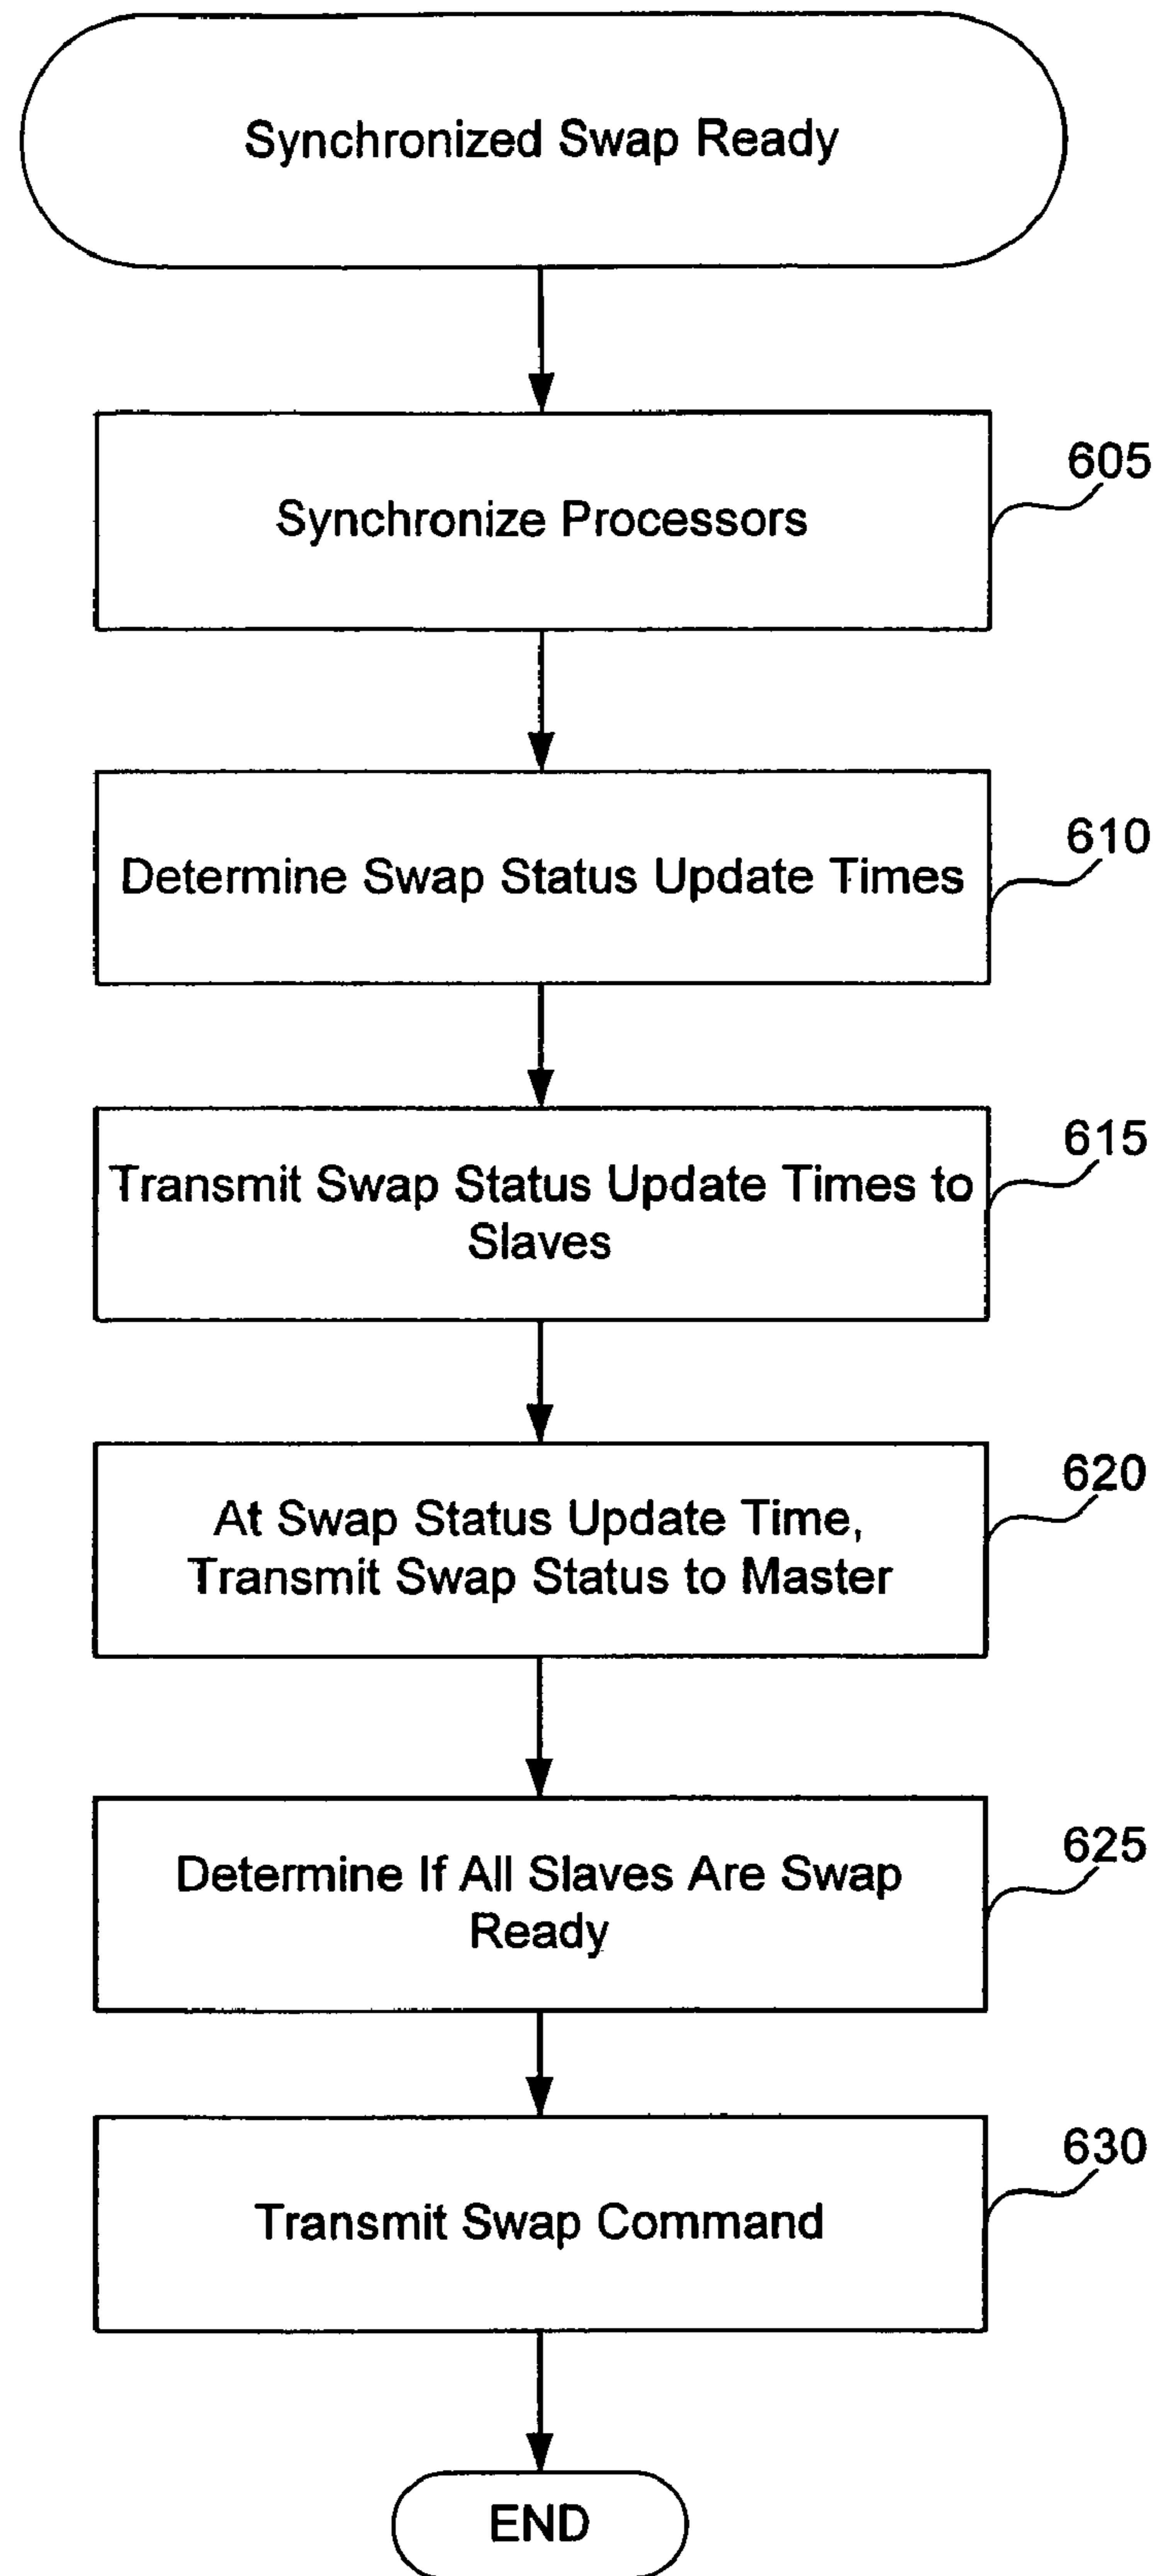 Synchronized Swap Ready
605
Synchronize Processors
610
Determine Swap Status Update Times
615
Transmit Swap Status Update Times to
Slaves
620
At Swap Status Update Time,
Transmit Swap Status to Master
625
Determine If All Slaves Are Swap
Ready
630
Transmit Swap Command
END